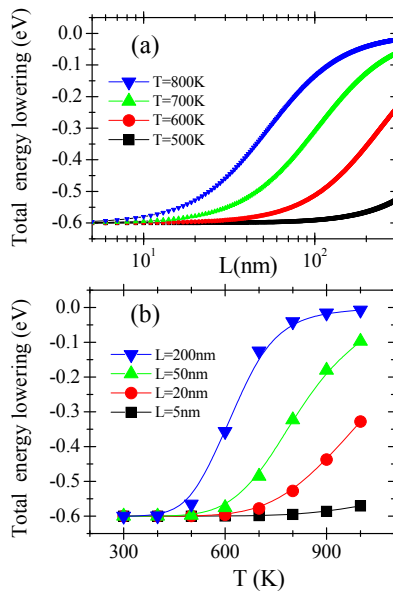 (a)
Total energy lowering (eV)
0.0
-0.1
-0.2
-0.3
-0.4
-0.5
-0.6
T=800K
T=700K
T=600K
T=500K
10¹
10²
L(nm)
(b)
Total energy lowering (eV)
0.0
-0.1
-0.2
-0.3
-0.4
-0.5
-0.6
L=200nm
L=50nm
L=20nm
L=5nm
300
600
900
T (K)